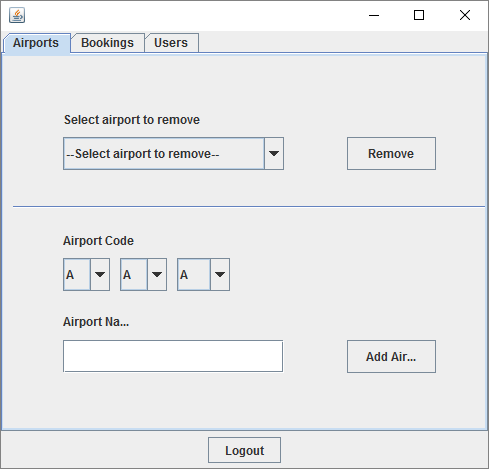 Airports Bookings Users
Select airport to remove
--Select airport to remove--
Remove
Airport Code
A A A
Airport Na...
Add Air...
Logout